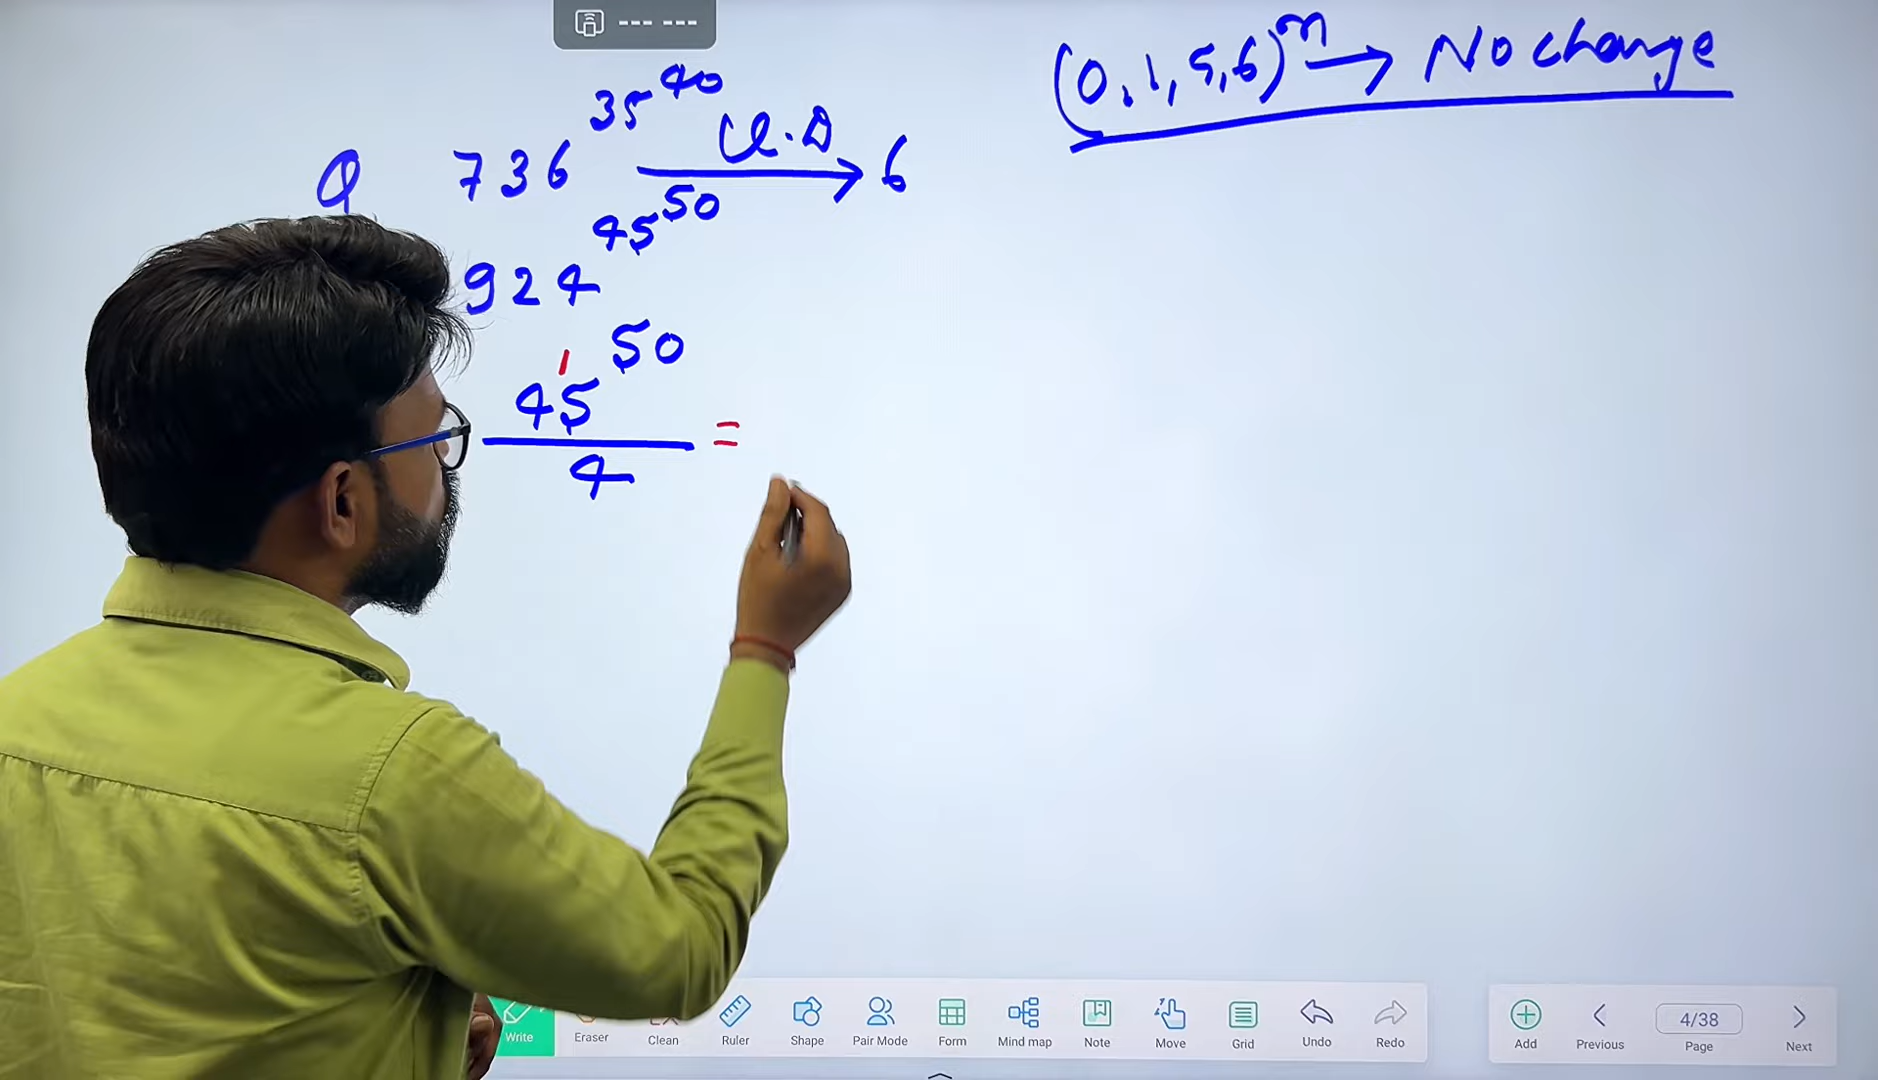 --- ---
(0,1,5,6)^n → No change
Q 736^35^40 U.D → 6
924^45^50
1
45^50 =
4
Write Eraser Clean Ruler Shape Pair Mode Form Mind map Note Move Grid Undo Redo
Add Previous 4/38 Page Next